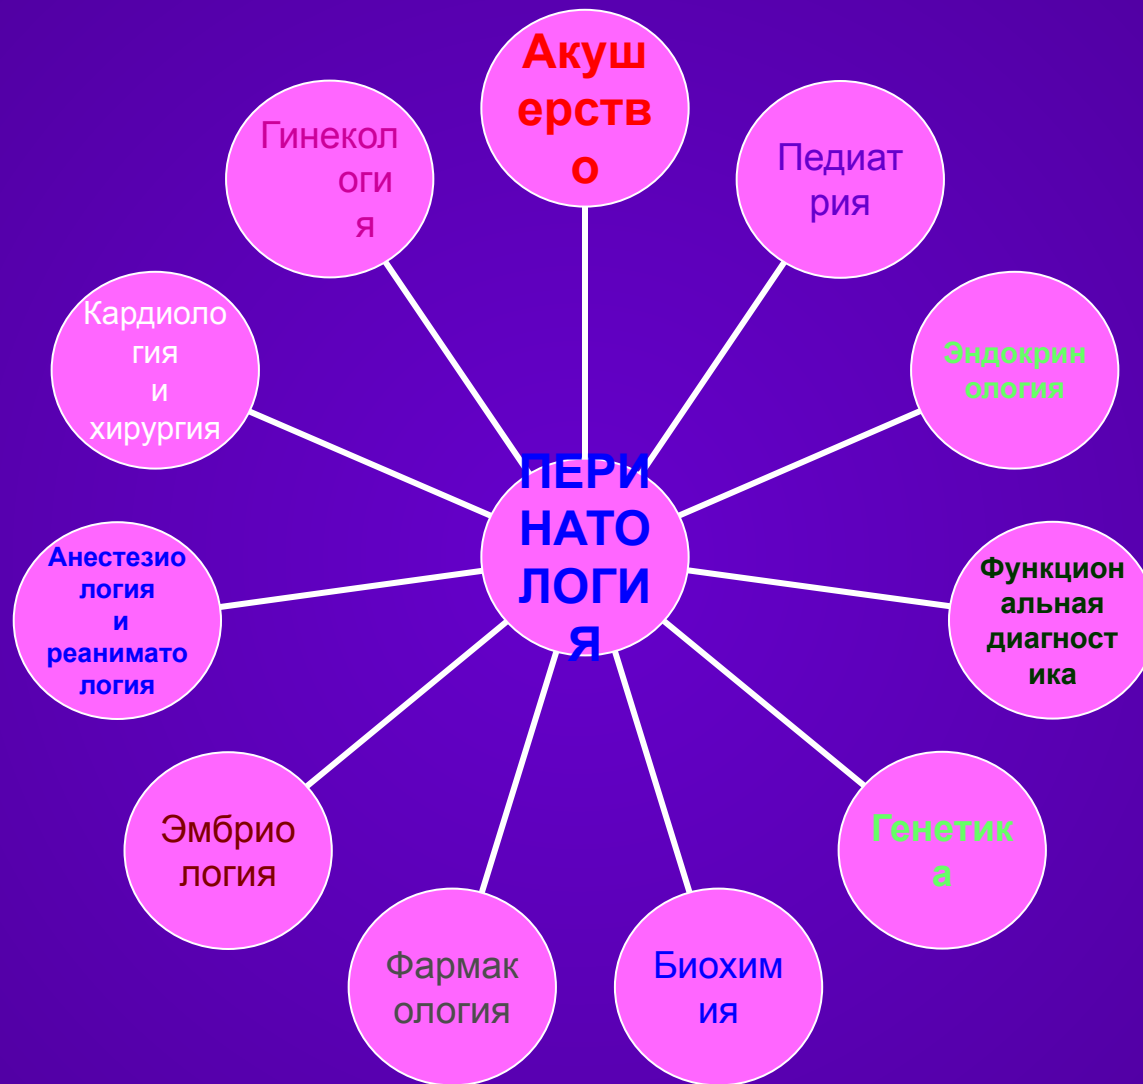 Акуш
ерств
о
Гинекол
оги
я
Педиат
рия
Кардиоло
гия
и
хирургия
Эндокрин
ология
ПЕРИ
НАТО
ЛОГИ
Я
Анестезио
логия
и
реанимато
логия
Функцион
альная
диагност
ика
Эмбрио
логия
Генетик
а
Фармак
ология
Биохим
ия